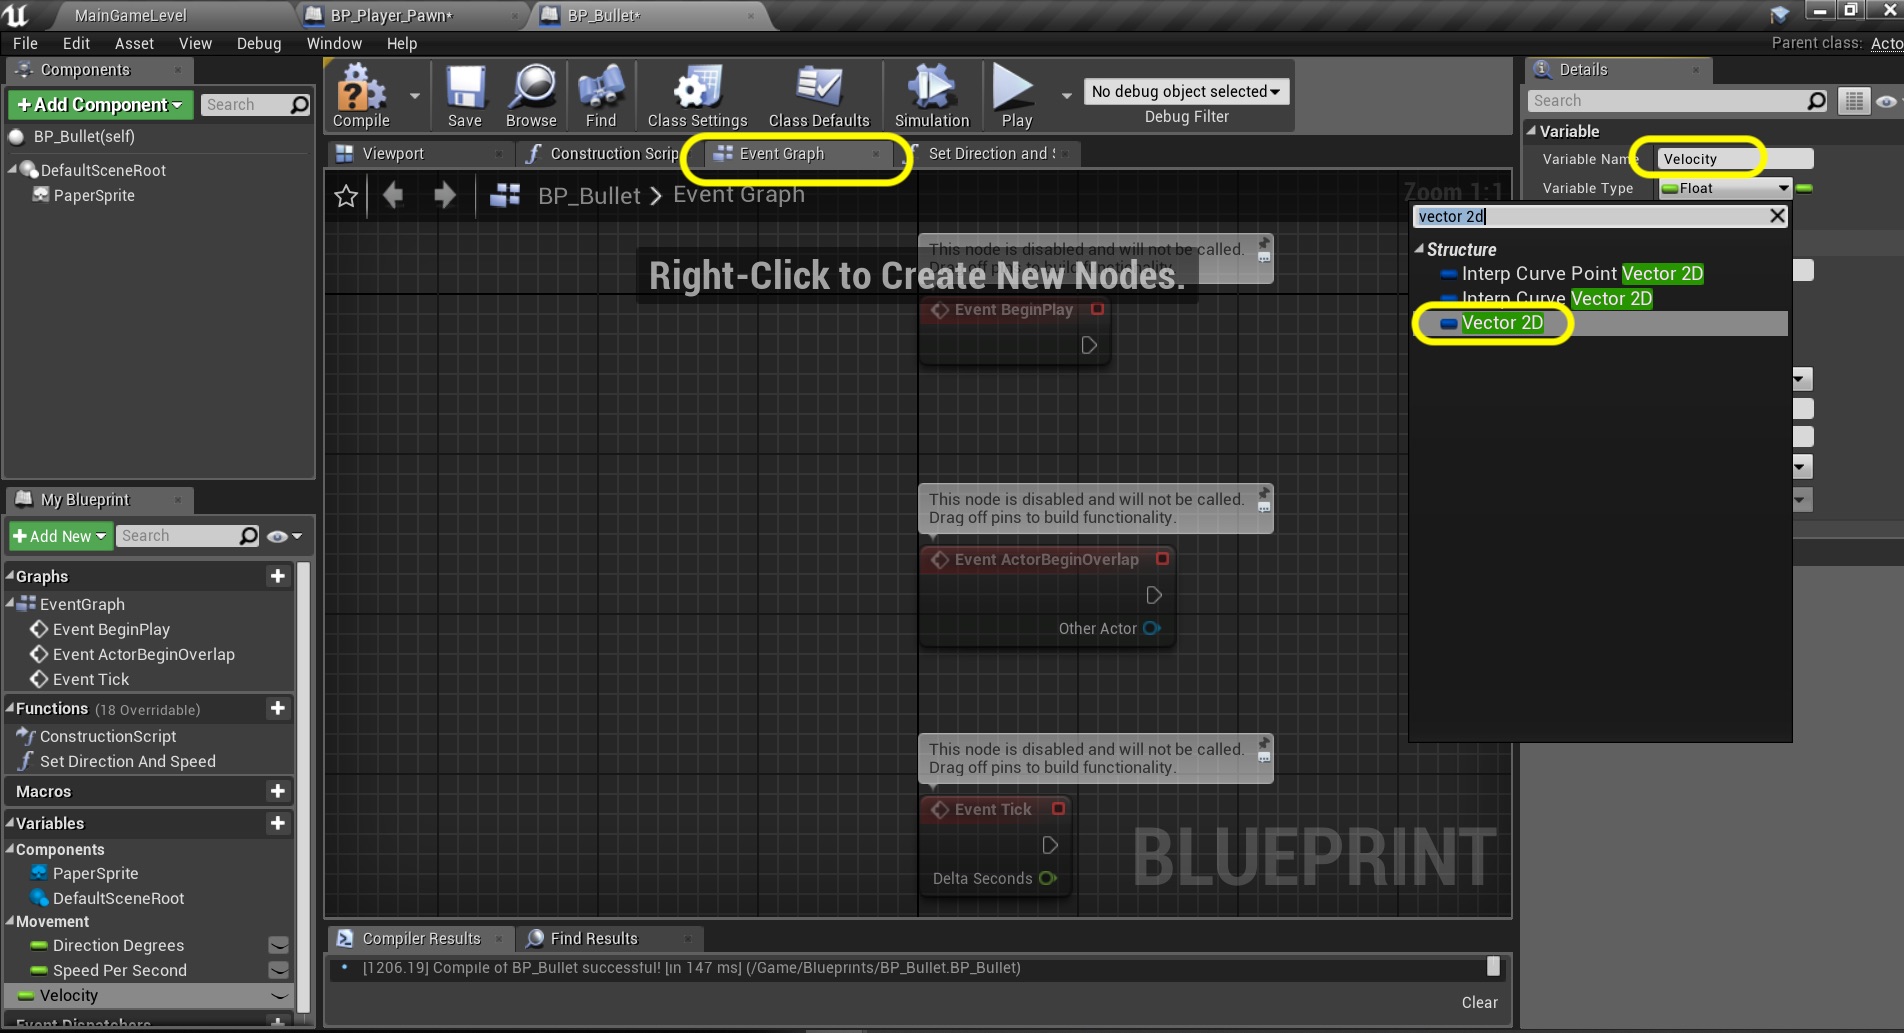 MainGameLevel
BP_Player_Pawn*
BP_Bullet*
File Edit Asset View Debug Window Help
Parent class: Acto
Components
+Add Component
Search
BP_Bullet(self)
DefaultSceneRoot
PaperSprite
Compile
Save
Browse
Find
Class Settings
Class Defaults
Simulation
Play
No debug object selected
Debug Filter
Viewport
Construction Scrip
Event Graph
Set Direction and S
BP_Bullet > Event Graph
Zoom 1:1
This node is disabled and will not be called.
Drag off pins to build functionality.
Right-Click to Create New Nodes.
Event BeginPlay
This node is disabled and will not be called.
Drag off pins to build functionality.
Event ActorBeginOverlap
Other Actor
This node is disabled and will not be called.
Drag off pins to build functionality.
Event Tick
Delta Seconds
BLUEPRINT
Details
Search
Variable
Variable Name
Velocity
Variable Type
Float
vector 2d
Structure
Interp Curve Point Vector 2D
Interp Curve Vector 2D
Vector 2D
My Blueprint
+Add New
Search
Graphs
EventGraph
Event BeginPlay
Event ActorBeginOverlap
Event Tick
Functions (18 Overridable)
ConstructionScript
Set Direction And Speed
Macros
Variables
Components
PaperSprite
DefaultSceneRoot
Movement
Direction Degrees
Speed Per Second
Velocity
Event Dispatchers
Compiler Results
Find Results
[1206.19] Compile of BP_Bullet successful! [in 147 ms] (/Game/Blueprints/BP_Bullet.BP_Bullet)
Clear